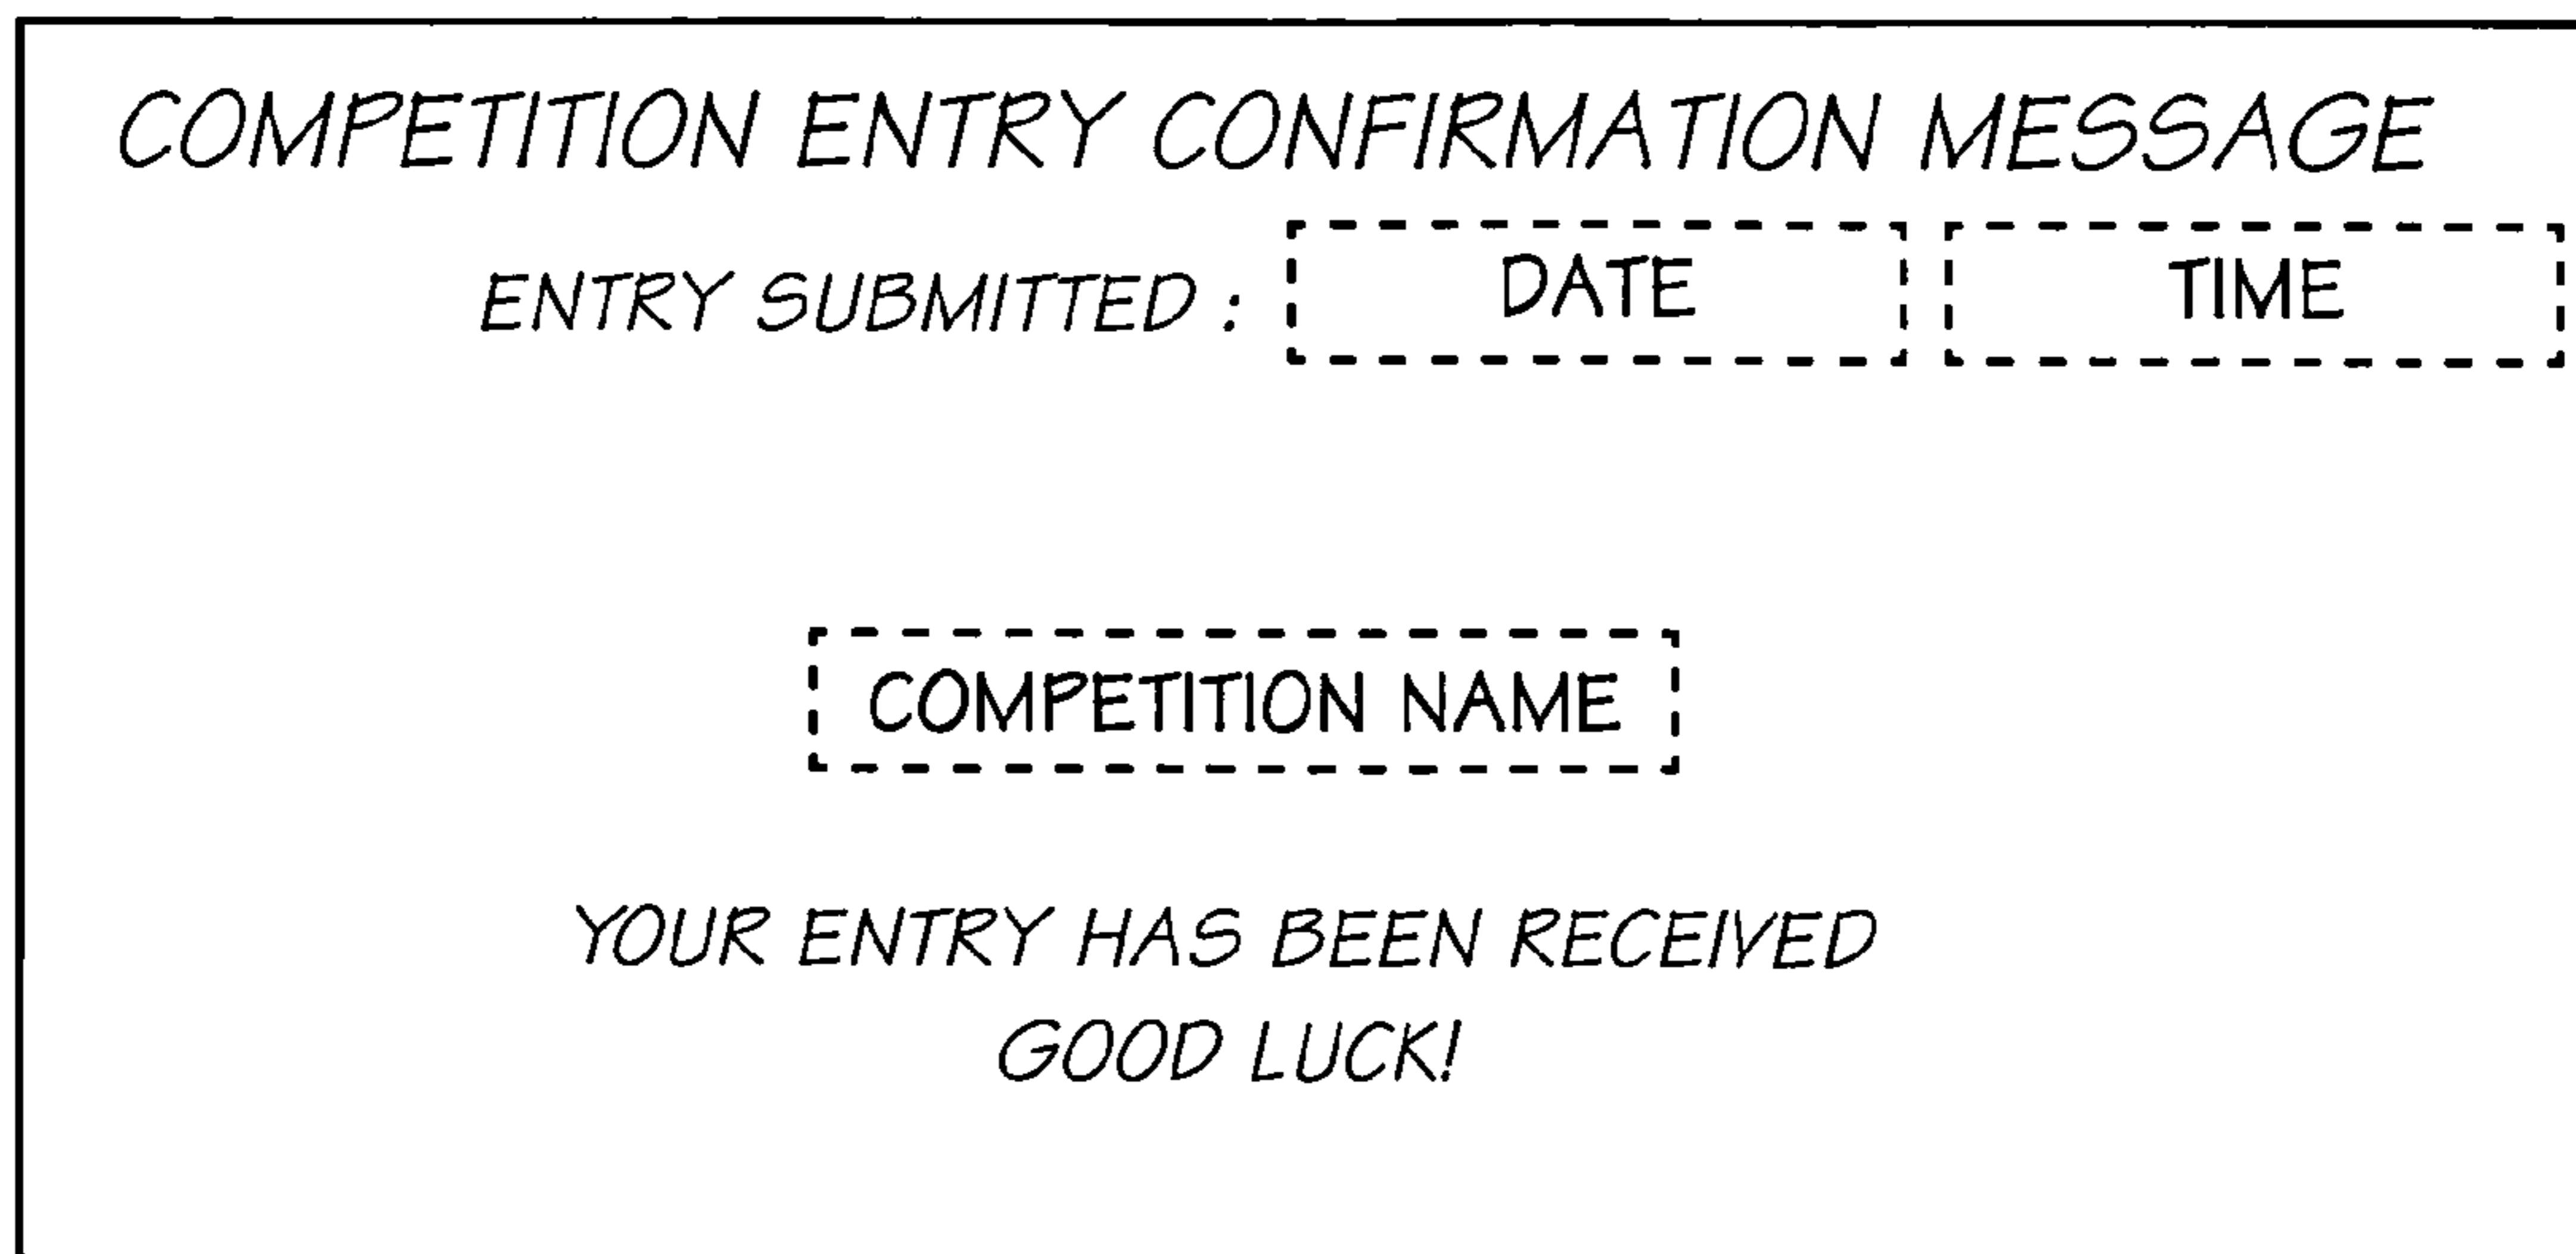 COMPETITION ENTRY CONFIRMATION MESSAGE
ENTRY SUBMITTED : DATE TIME
COMPETITION NAME
YOUR ENTRY HAS BEEN RECEIVED
GOOD LUCK!